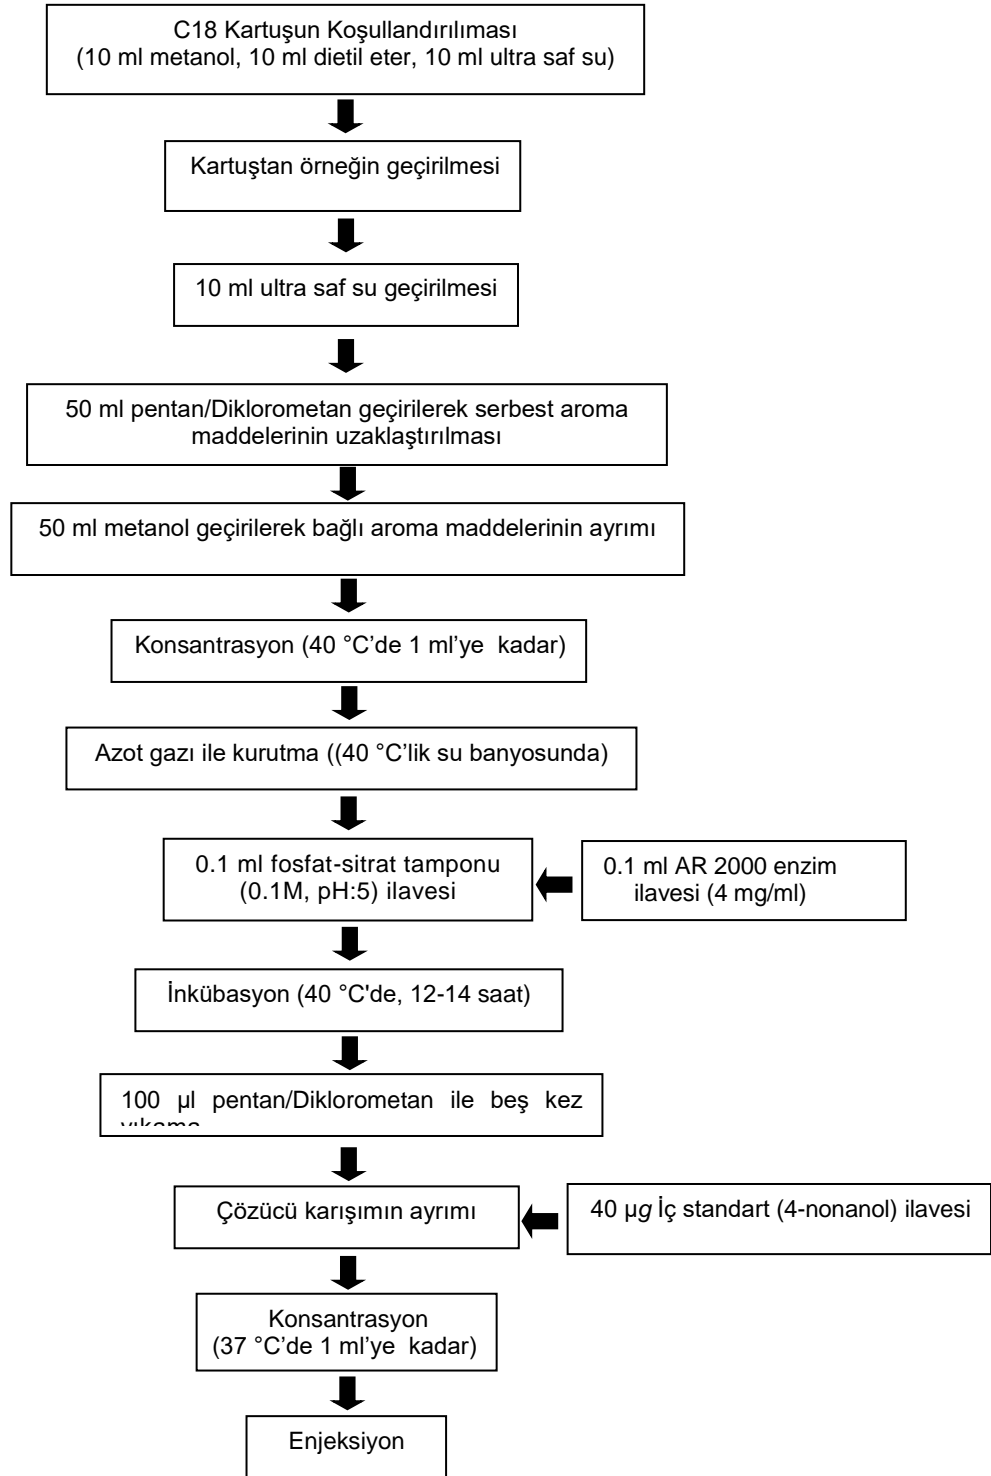 C18 Kartuşun Koşullandırılıması
(10 ml metanol, 10 ml dietil eter, 10 ml ultra saf su)
Kartuştan örneğin geçirilmesi
10 ml ultra saf su geçirilmesi
50 ml pentan/Diklorometan geçirilerek serbest aroma
maddelerinin uzaklaştırılması
50 ml metanol geçirilerek bağlı aroma maddelerinin ayrımı
Konsantrasyon (40 °C’de 1 ml’ye kadar)
Azot gazı ile kurutma ((40 °C’lik su banyosunda)
0.1 ml fosfat-sitrat tamponu
(0.1M, pH:5) ilavesi
0.1 ml AR 2000 enzim
ilavesi (4 mg/ml)
İnkübasyon (40 °C'de, 12-14 saat)
100 µl pentan/Diklorometan ile beş kez
Çözücü karışımın ayrımı
40 µg İç standart (4-nonanol) ilavesi
Konsantrasyon
(37 °C’de 1 ml’ye kadar)
Enjeksiyon